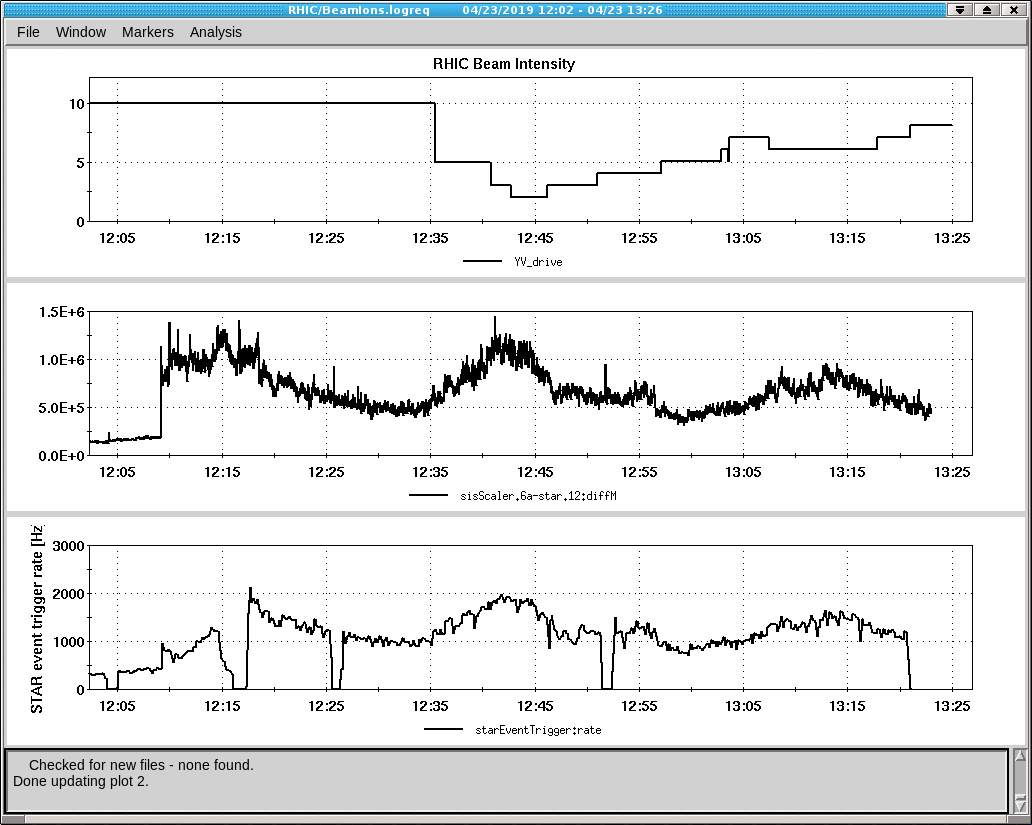 RHIC/BeamIons.logreq 04/23/2019 12:02 - 04/23 13:26
File Window Markers Analysis
RHIC Beam Intensity
10
5
0
12:05 12:15 12:25 12:35 12:45 12:55 13:05 13:15 13:25
YV_drive
1.5E+6
1.0E+6
5.0E+5
0.0E+0
12:05 12:15 12:25 12:35 12:45 12:55 13:05 13:15 13:25
sisScaler.6a-star.12:diffM
STAR event trigger rate [Hz]
3000
2000
1000
0
12:05 12:15 12:25 12:35 12:45 12:55 13:05 13:15 13:25
starEventTrigger:rate
Checked for new files - none found.
Done updating plot 2.